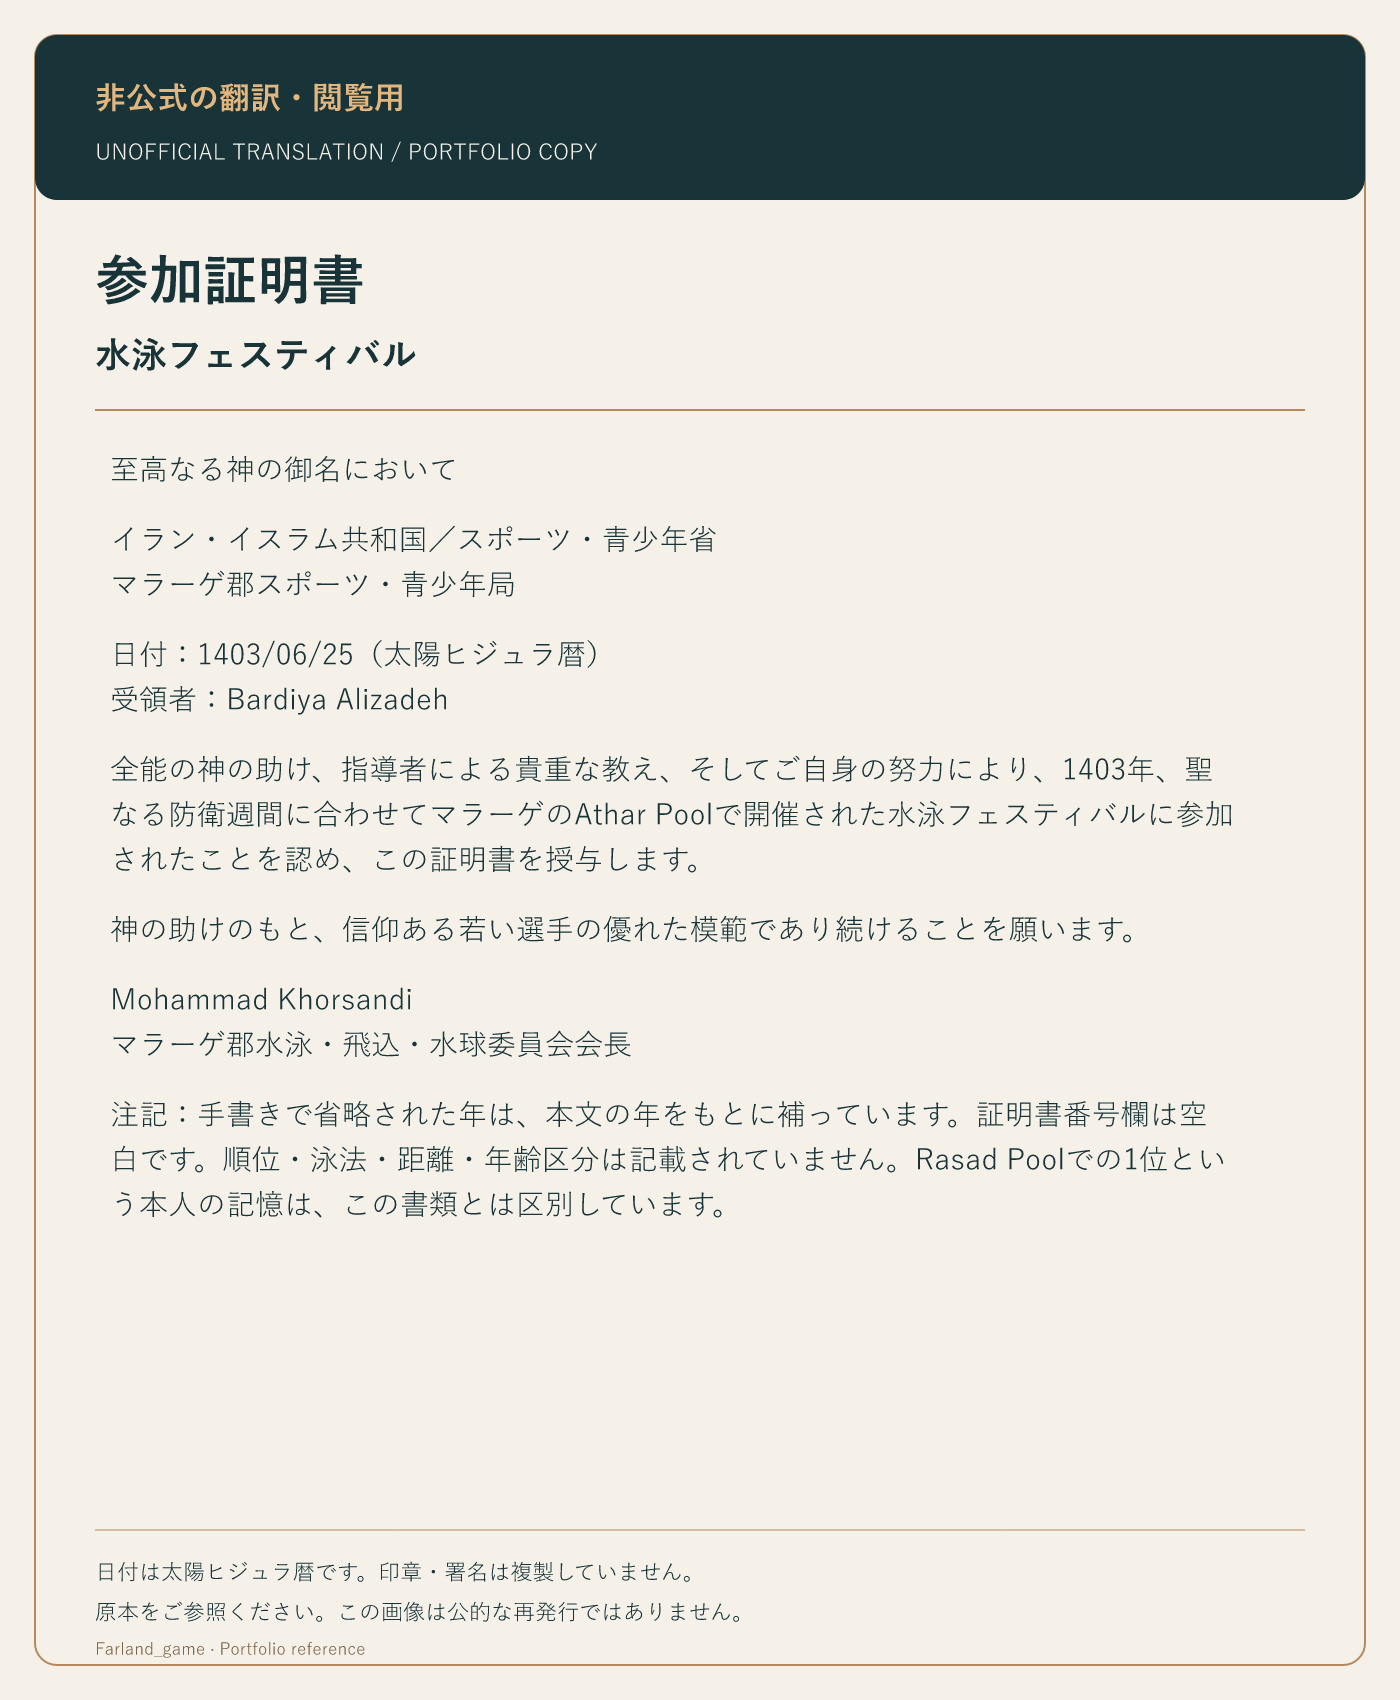 非公式の翻訳・閲覧用
UNOFFICIAL TRANSLATION / PORTFOLIO COPY
参加証明書
水泳フェスティバル
至高なる神の御名において
イラン・イスラム共和国／スポーツ・青少年省
マラーゲ郡スポーツ・青少年局
日付：1403/06/25（太陽ヒジュラ暦）
受領者：Bardiya Alizadeh
全能の神の助け、指導者による貴重な教え、そしてご自身の努力により、1403年、聖
なる防衛週間に合わせてマラーゲのAthar Poolで開催された水泳フェスティバルに参加
されたことを認め、この証明書を授与します。
神の助けのもと、信仰ある若い選手の優れた模範であり続けることを願います。
Mohammad Khorsandi
マラーゲ郡水泳・飛込・水球委員会会長
注記：手書きで省略された年は、本文の年をもとに補っています。証明書番号欄は空
白です。順位・泳法・距離・年齢区分は記載されていません。Rasad Poolでの1位とい
う本人の記憶は、この書類とは区別しています。
日付は太陽ヒジュラ暦です。印章・署名は複製していません。
原本をご参照ください。この画像は公的な再発行ではありません。
Farland_game · Portfolio reference